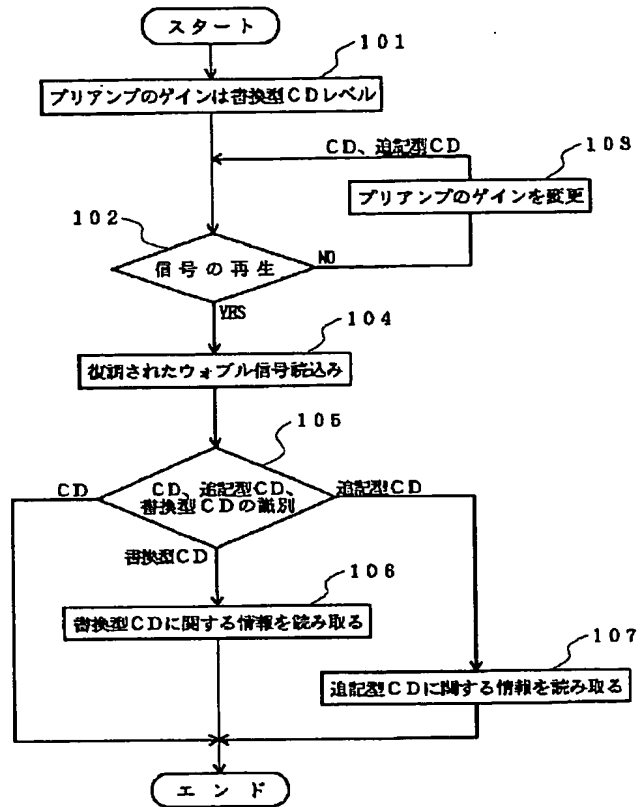 スタート
101
プリアンプのゲインは書換型CDレベル
CD、追記型CD
103
プリアンプのゲインを変更
102
信号の再生
NO
YES
104
復調されたウォブル信号読込み
105
CD
CD、追記型CD、
書換型CDの識別
追記型CD
書換型CD
106
書換型CDに関する情報を読み取る
107
追記型CDに関する情報を読み取る
エンド